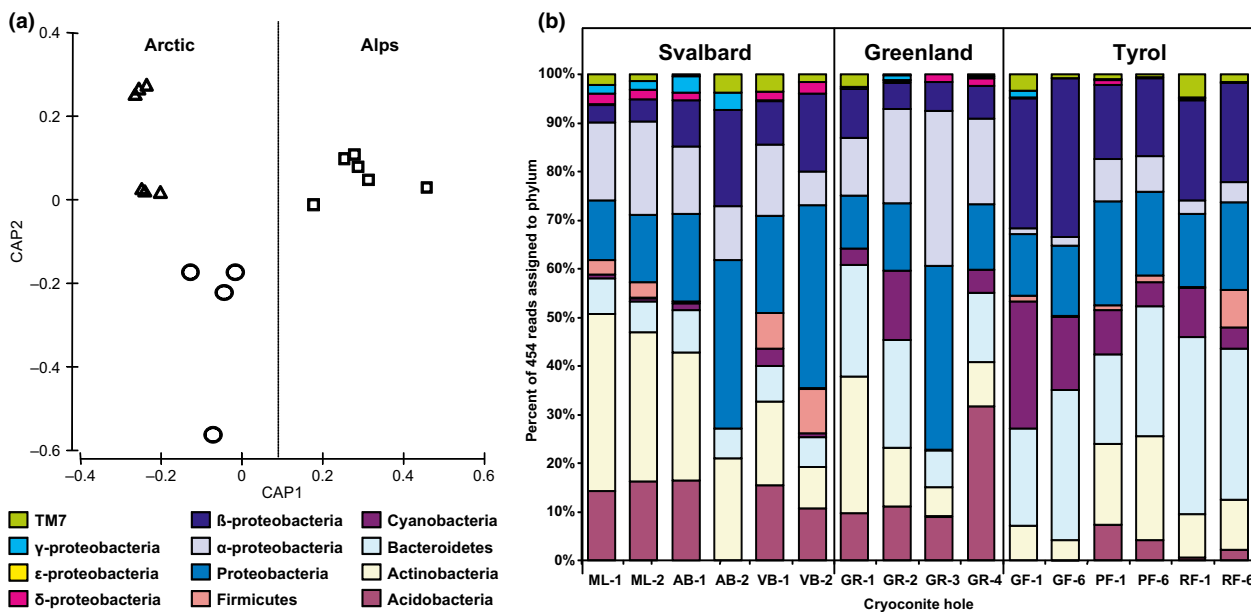 (a)
Arctic
Alps
0.4
0.2
0
–0.2
–0.4
–0.6
CAP2
–0.4
–0.2
0
0.2
0.4
0.6
CAP1
(b)
Svalbard
Greenland
Tyrol
100%
90%
80%
70%
60%
50%
40%
30%
20%
10%
0%
Percent of 454 reads assigned to phylum
ML-1 ML-2 AB-1 AB-2 VB-1 VB-2 GR-1 GR-2 GR-3 GR-4 GF-1 GF-6 PF-1 PF-6 RF-1 RF-6
Cryoconite hole
TM7
γ-proteobacteria
ε-proteobacteria
δ-proteobacteria
ß-proteobacteria
α-proteobacteria
Proteobacteria
Firmicutes
Cyanobacteria
Bacteroidetes
Actinobacteria
Acidobacteria